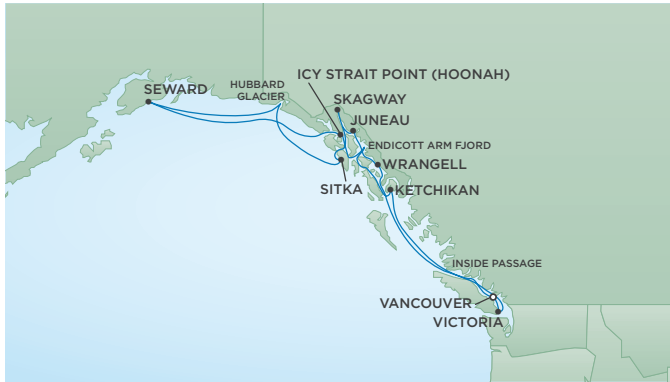 ICY STRAIT POINT (HOONAH)
HUBBARD
GLACIER
SEWARD
SKAGWAY
JUNEAU
ENDICOTT ARM FJORD
WRANGELL
SITKA
KETCHIKAN
INSIDE PASSAGE
VANCOUVER
VICTORIA